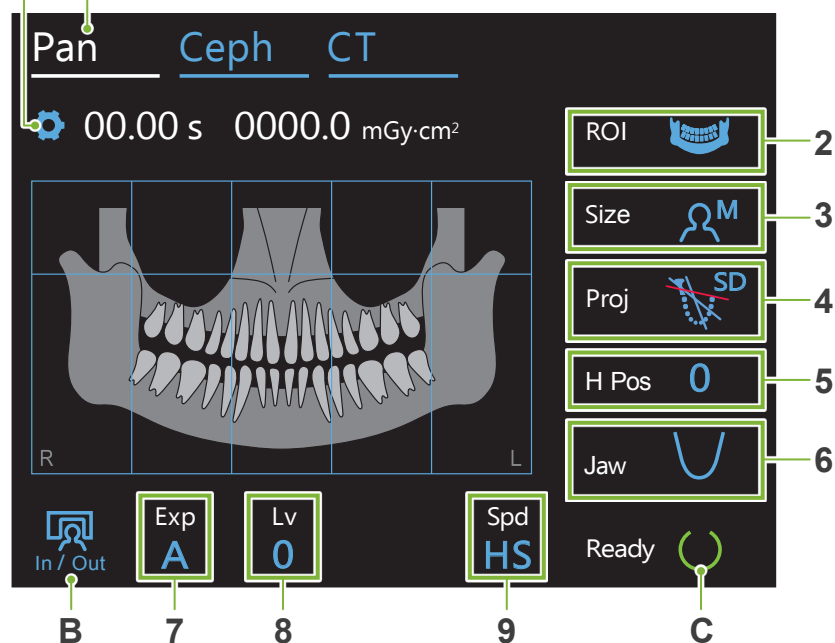 Pan Ceph CT
00.00 s 0000.0 mGy·cm²
ROI
2
Size M
3
Proj SD
4
H Pos 0
5
Jaw
6
R L
In / Out
Exp
A
Lv
0
Spd
HS
Ready
B 7 8 9 C